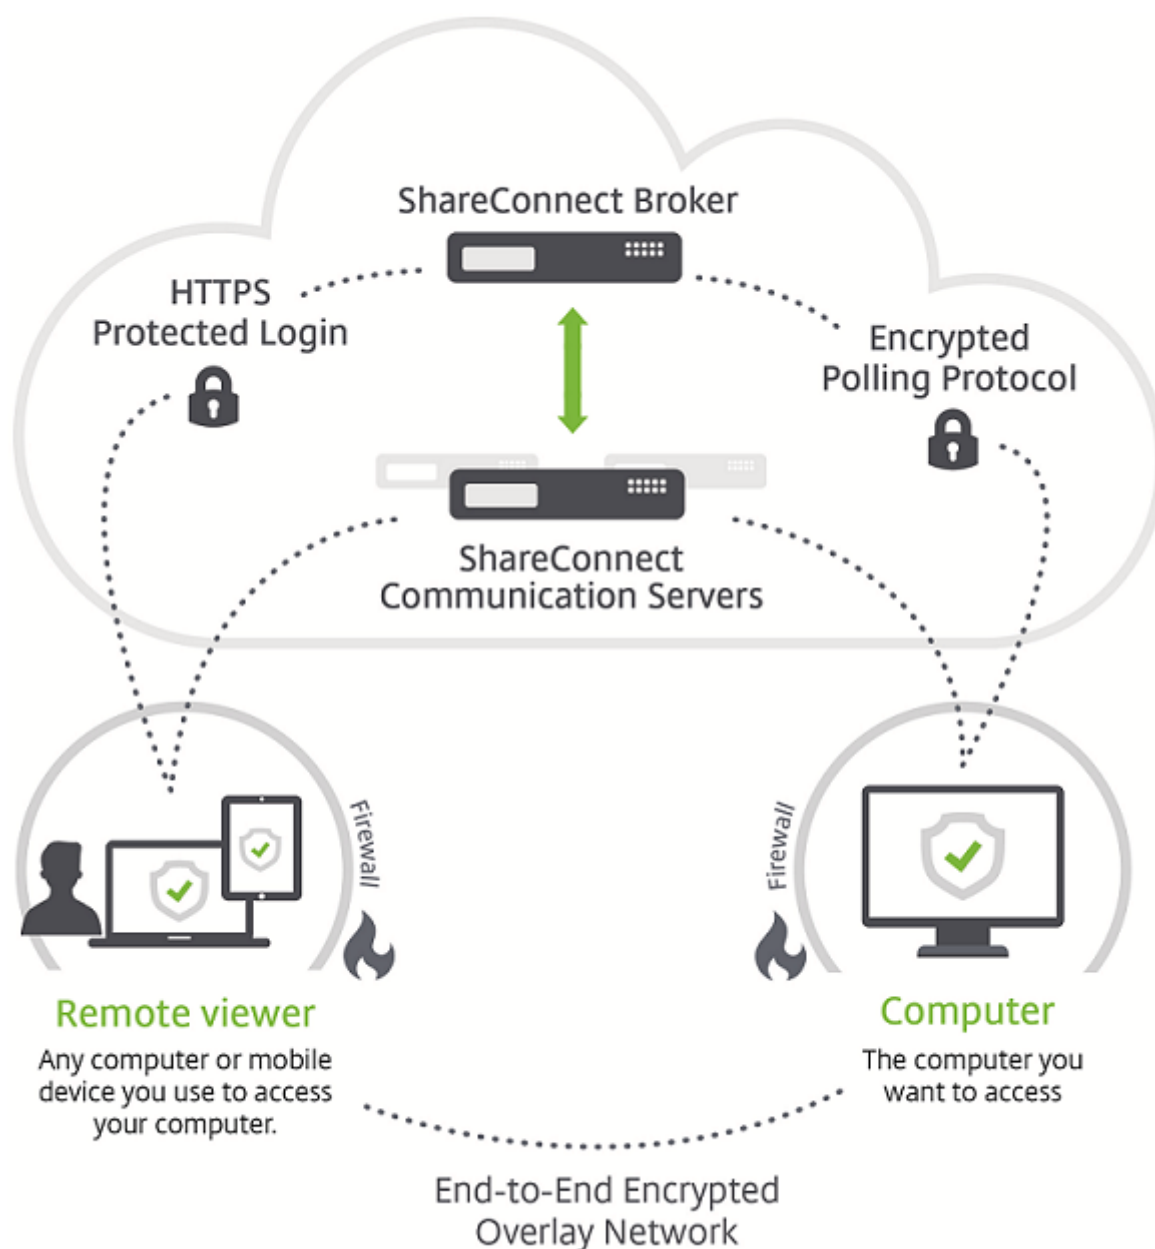 ShareConnect Broker
HTTPS
Protected Login
Encrypted
Polling Protocol
ShareConnect
Communication Servers
Firewall
Firewall
Remote viewer
Any computer or mobile
device you use to access
your computer.
Computer
The computer you
want to access
End-to-End Encrypted
Overlay Network